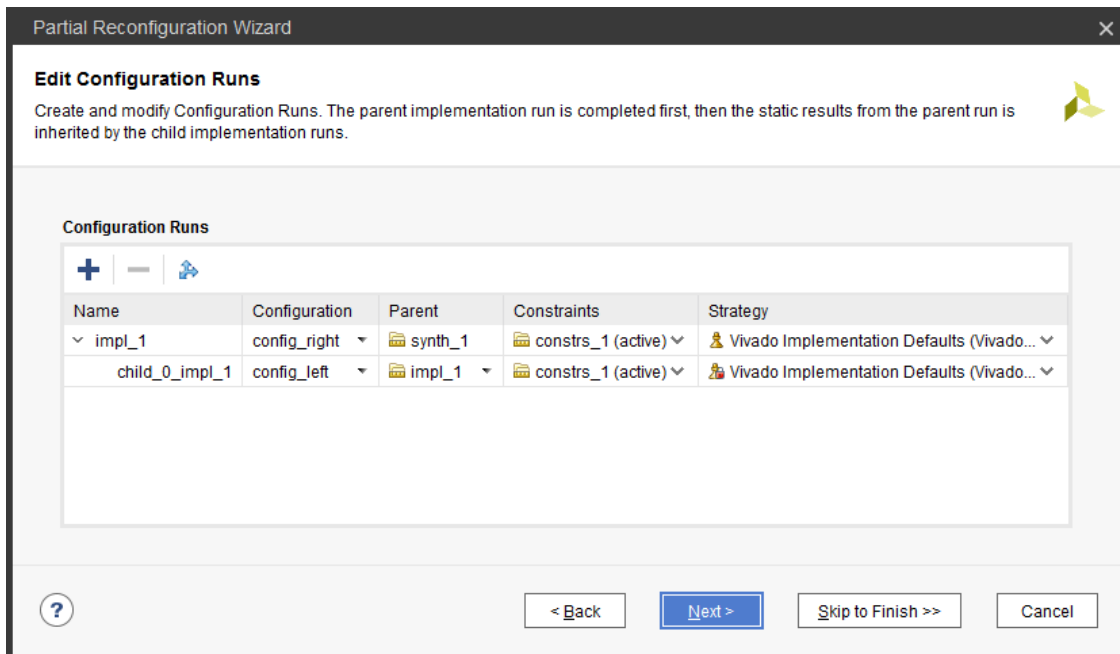 Partial Reconfiguration Wizard
Edit Configuration Runs
Create and modify Configuration Runs. The parent implementation run is completed first, then the static results from the parent run is
inherited by the child implementation runs.
Configuration Runs
Name Configuration Parent Constraints Strategy
impl_1 config_right synth_1 constrs_1 (active) Vivado Implementation Defaults (Vivado...
child_0_impl_1 config_left impl_1 constrs_1 (active) Vivado Implementation Defaults (Vivado...
? < Back Next > Skip to Finish >> Cancel